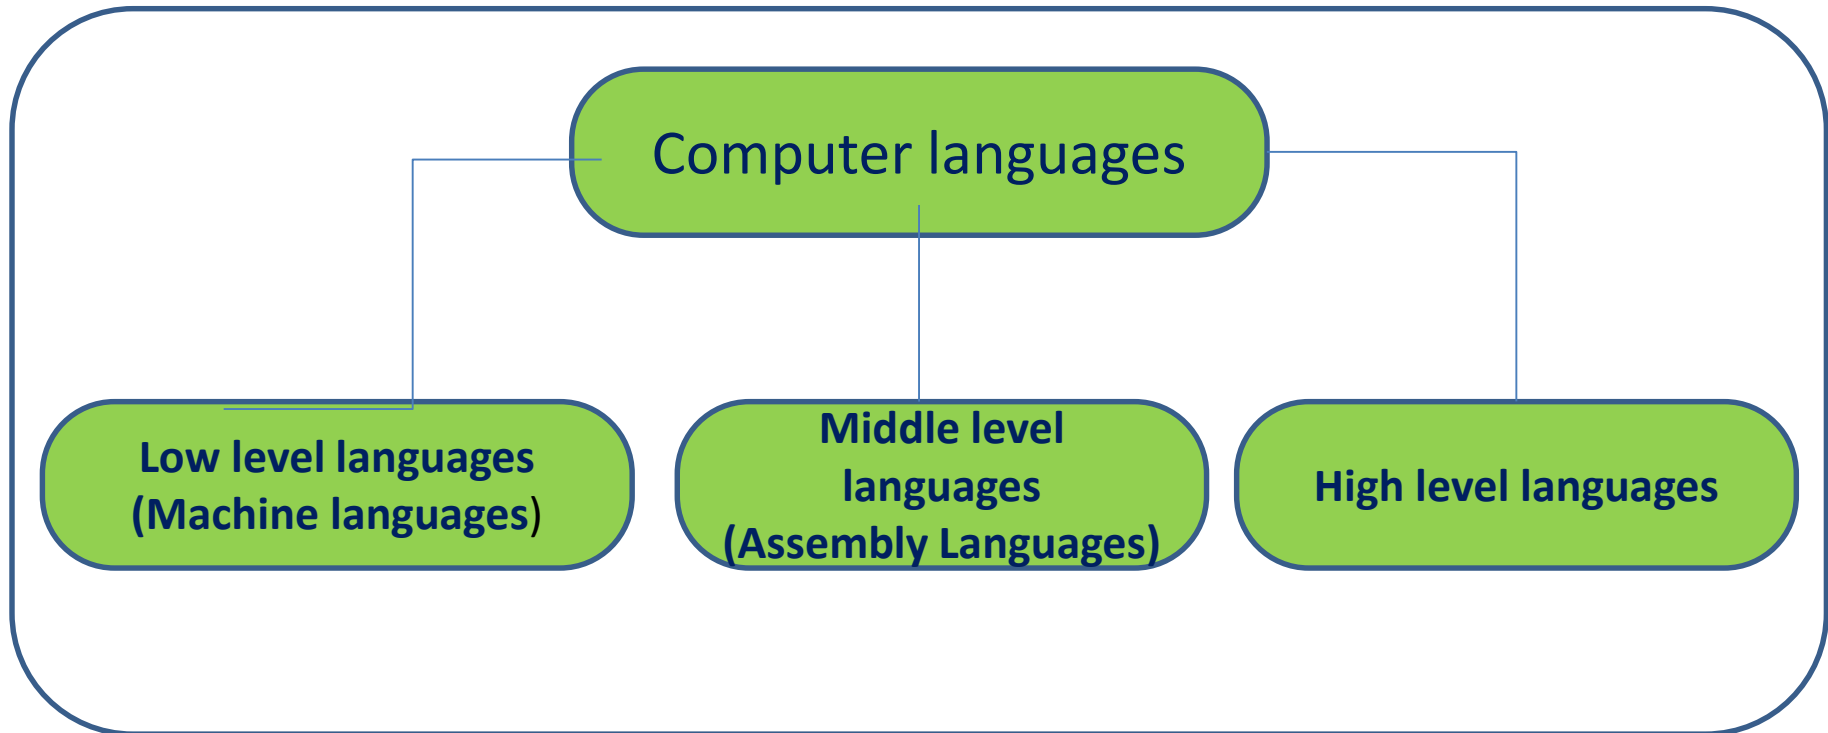 Computer languages
Low level languages
(Machine languages)
Middle level
languages
(Assembly Languages)
High level languages